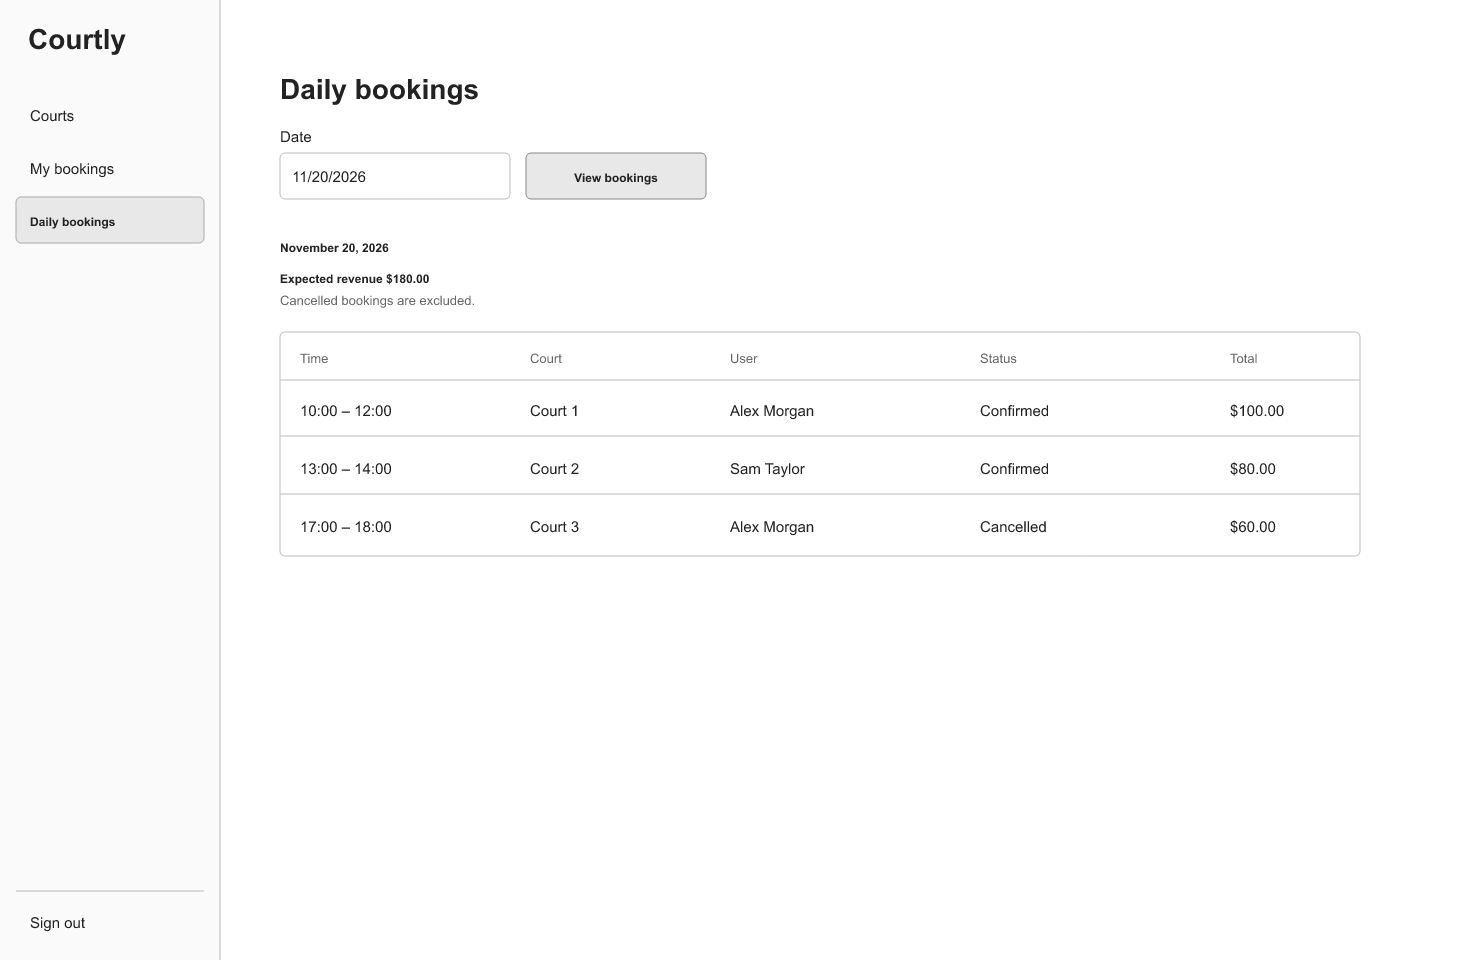 Courtly
Courts
My bookings
Daily bookings
Sign out
Daily bookings
Date
11/20/2026
View bookings
November 20, 2026
Expected revenue $180.00
Cancelled bookings are excluded.
Time Court User Status Total
10:00 – 12:00 Court 1 Alex Morgan Confirmed $100.00
13:00 – 14:00 Court 2 Sam Taylor Confirmed $80.00
17:00 – 18:00 Court 3 Alex Morgan Cancelled $60.00